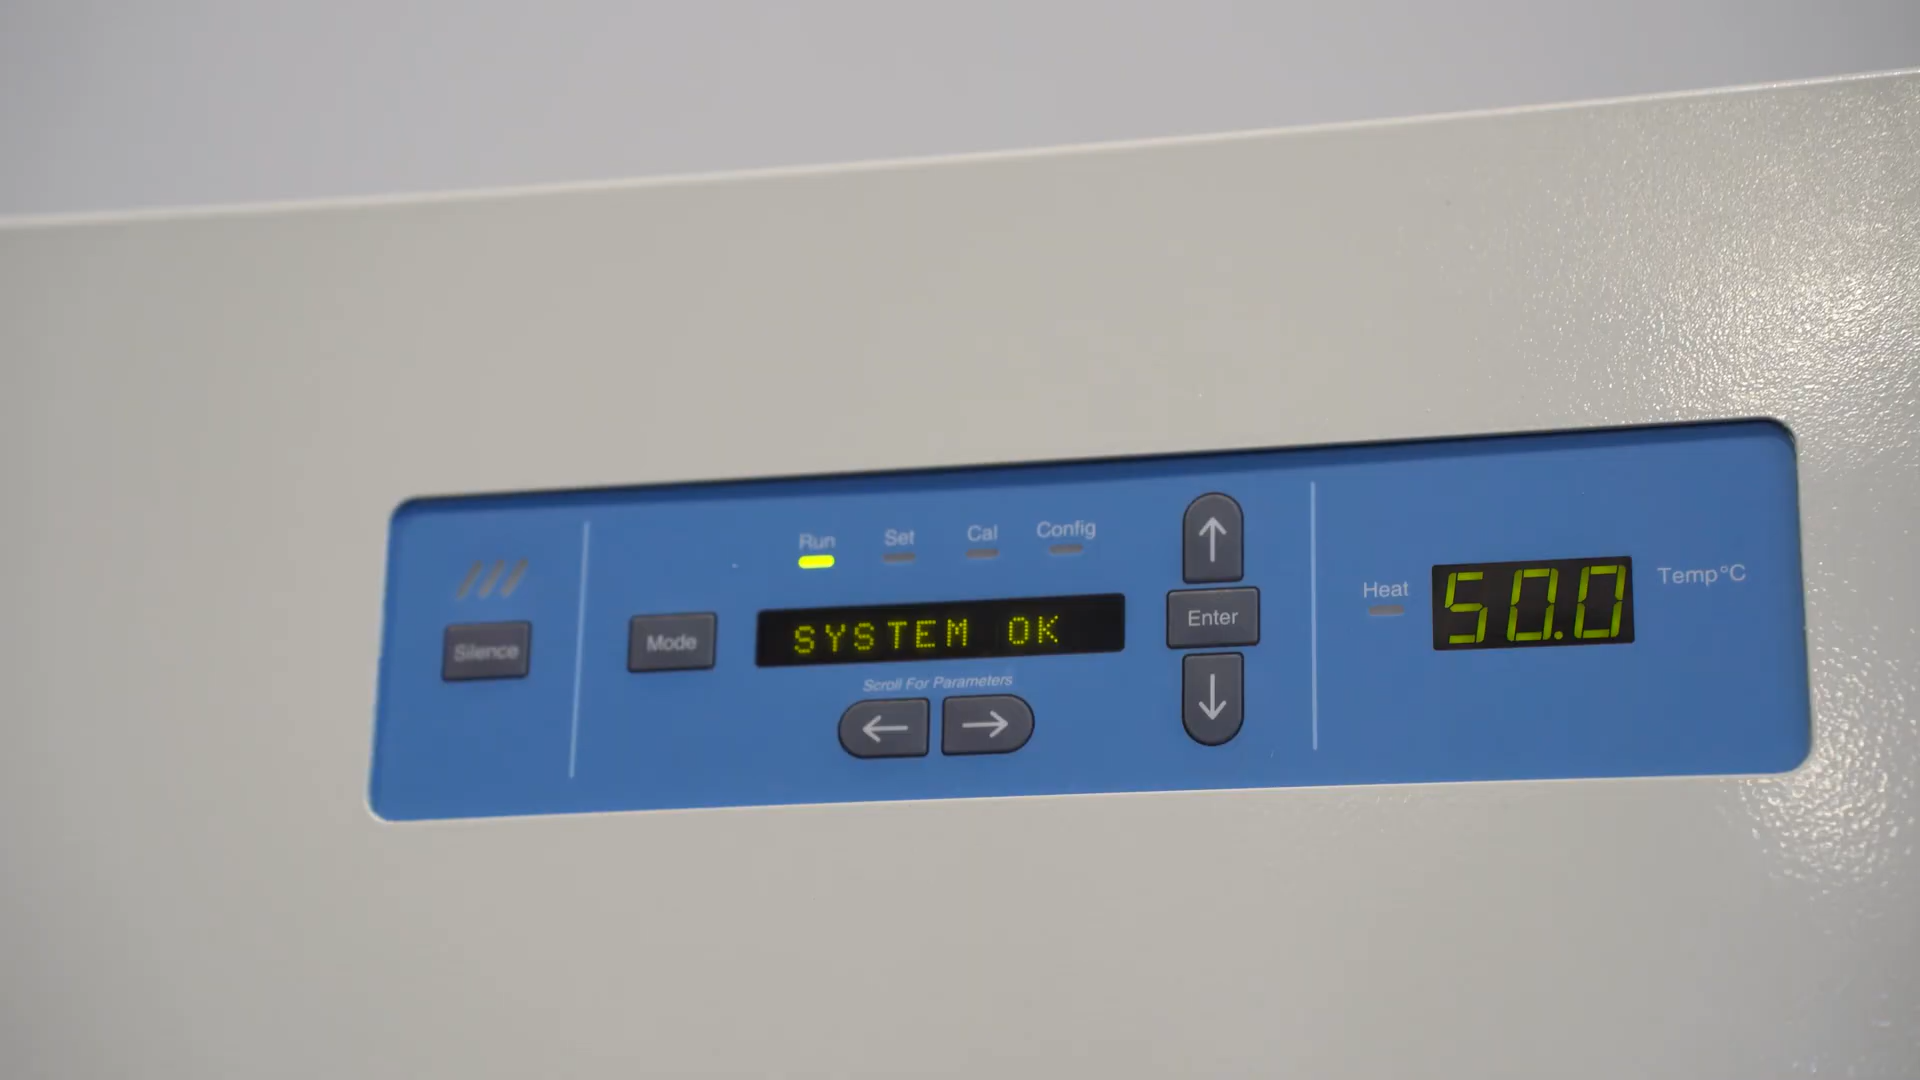 Silence
Mode
Run Set Cal Config
SYSTEM OK
Scroll For Parameters
Enter
Heat
50.0
Temp°C